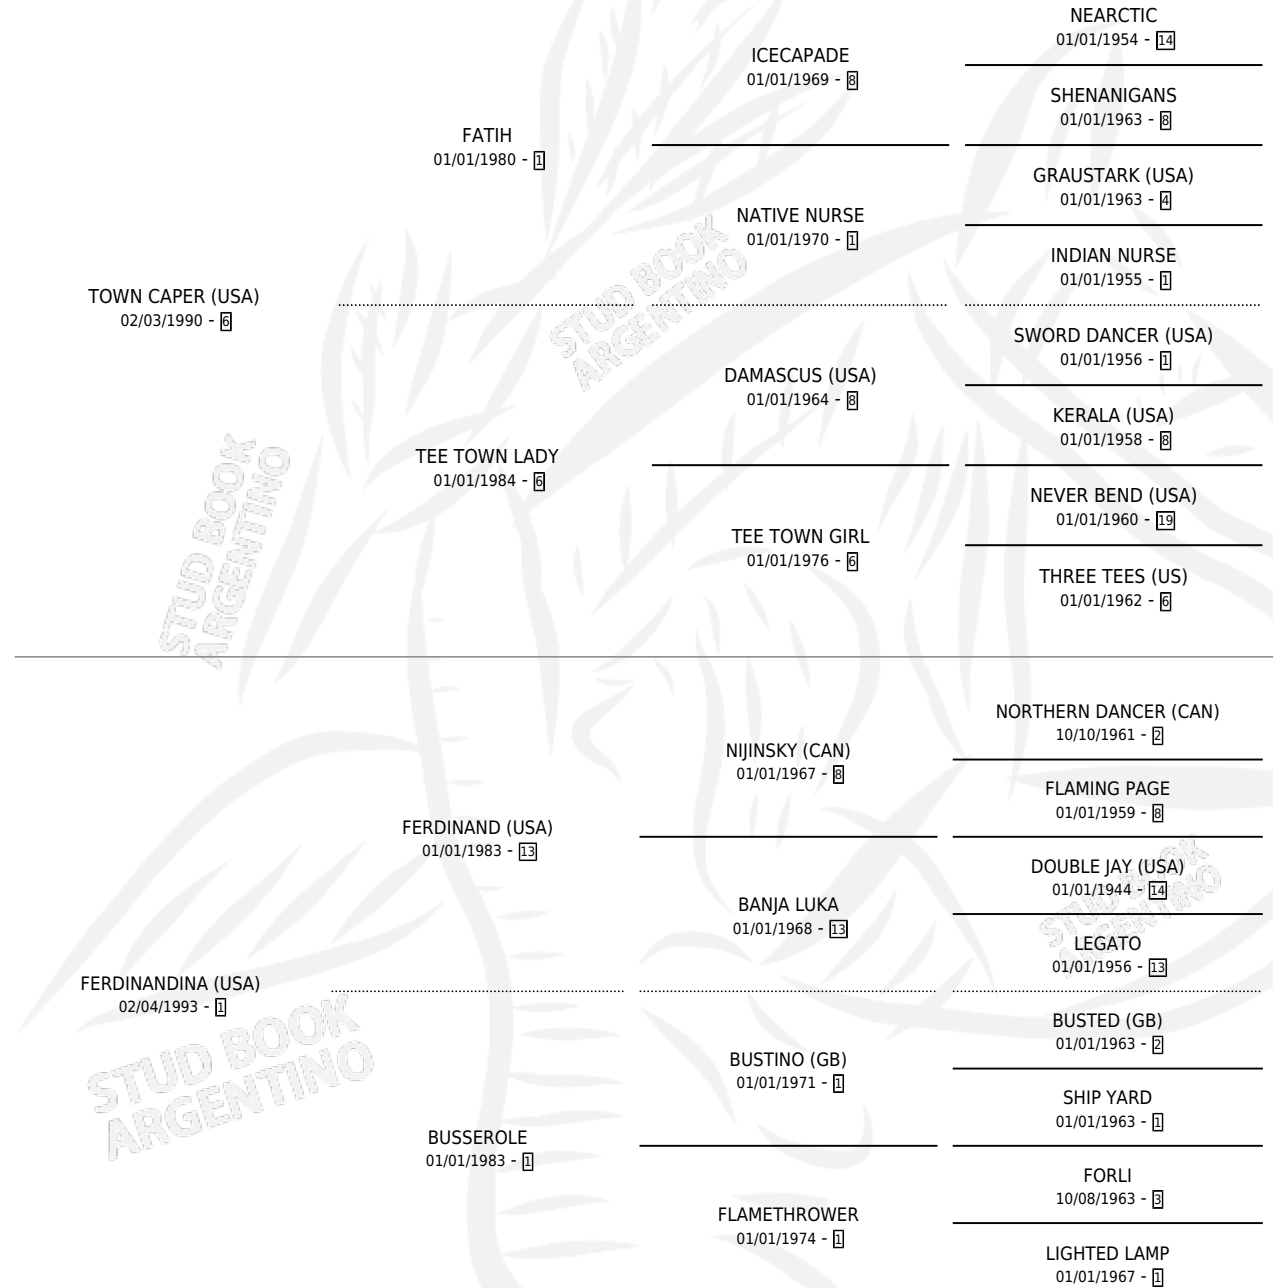 NEARCTIC
01/01/1954 - 14
ICECAPADE
01/01/1969 - 8
SHENANIGANS
01/01/1963 - 8
FATIH
01/01/1980 - 1
GRAUSTARK (USA)
01/01/1963 - 4
NATIVE NURSE
01/01/1970 - 1
INDIAN NURSE
01/01/1955 - 1
TOWN CAPER (USA)
02/03/1990 - 6
STUD BOOK
ARGENTINO
SWORD DANCER (USA)
01/01/1956 - 1
DAMASCUS (USA)
01/01/1964 - 8
KERALA (USA)
01/01/1958 - 8
TEE TOWN LADY
01/01/1984 - 6
NEVER BEND (USA)
01/01/1960 - 19
TEE TOWN GIRL
01/01/1976 - 6
THREE TEES (US)
01/01/1962 - 6
STUD BOOK
ARGENTINO
NORTHERN DANCER (CAN)
10/10/1961 - 2
NIJINSKY (CAN)
01/01/1967 - 8
FLAMING PAGE
01/01/1959 - 8
FERDINAND (USA)
01/01/1983 - 13
DOUBLE JAY (USA)
01/01/1944 - 14
BANJA LUKA
01/01/1968 - 13
LEGATO
01/01/1956 - 13
STUD BOOK
ARGENTINO
FERDINANDINA (USA)
02/04/1993 - 1
BUSTED (GB)
01/01/1963 - 2
BUSTINO (GB)
01/01/1971 - 1
SHIP YARD
01/01/1963 - 1
STUD BOOK
ARGENTINO
BUSSEROLE
01/01/1983 - 1
FORLI
10/08/1963 - 3
FLAMETHROWER
01/01/1974 - 1
LIGHTED LAMP
01/01/1967 - 1